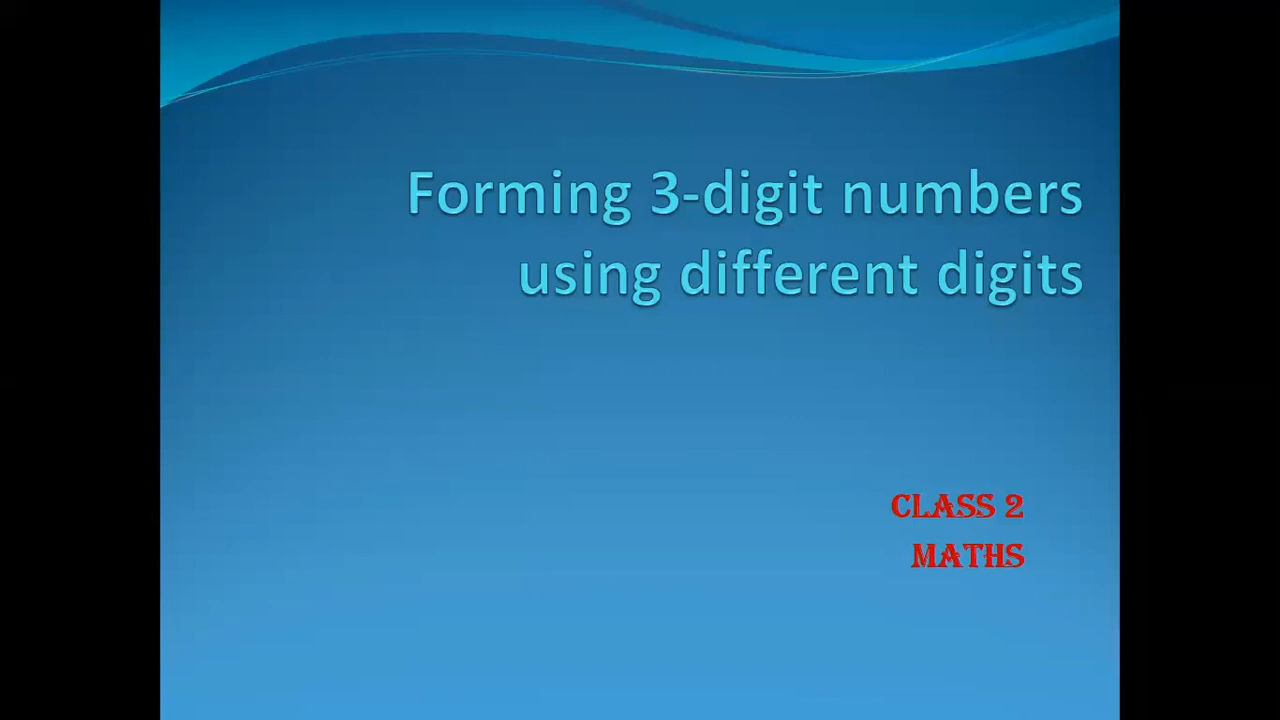 Forming 3-digit numbers
using different digits
CLASS 2
MATHS